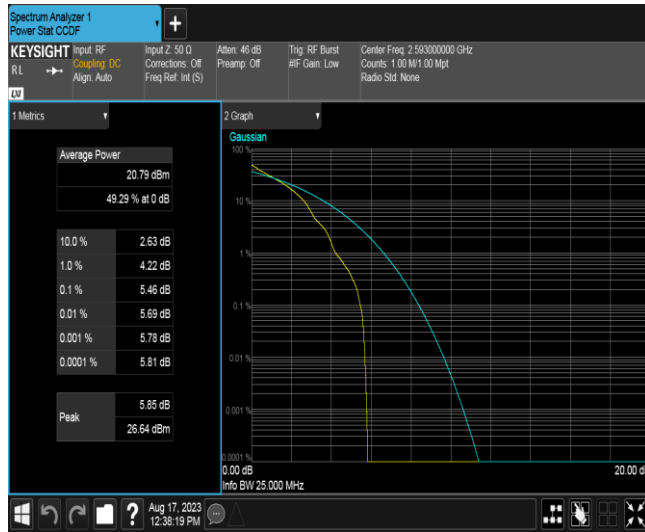 Spectrum Analyzer 1
Power Stat CCDF
+
KEYSIGHT
RL
LXI
Input: RF
Coupling: DC
Align: Auto
Input Z: 50 Ω
Corrections: Off
Freq Ref: Int (S)
Atten: 46 dB
Preamp: Off
Trig: RF Burst
#IF Gain: Low
Center Freq: 2.593000000 GHz
Counts: 1.00 M/1.00 Mpt
Radio Std: None
1 Metrics
Average Power
20.79 dBm
49.29 % at 0 dB
10.0 % 2.63 dB
1.0 % 4.22 dB
0.1 % 5.46 dB
0.01 % 5.69 dB
0.001 % 5.78 dB
0.0001 % 5.81 dB
Peak
5.85 dB
26.64 dBm
2 Graph
Gaussian
100 %
10 %
1 %
0.1 %
0.01 %
0.001 %
0.0001 %
0.00 dB
20.00 d
Info BW 25.000 MHz
?
Aug 17, 2023
12:38:19 PM